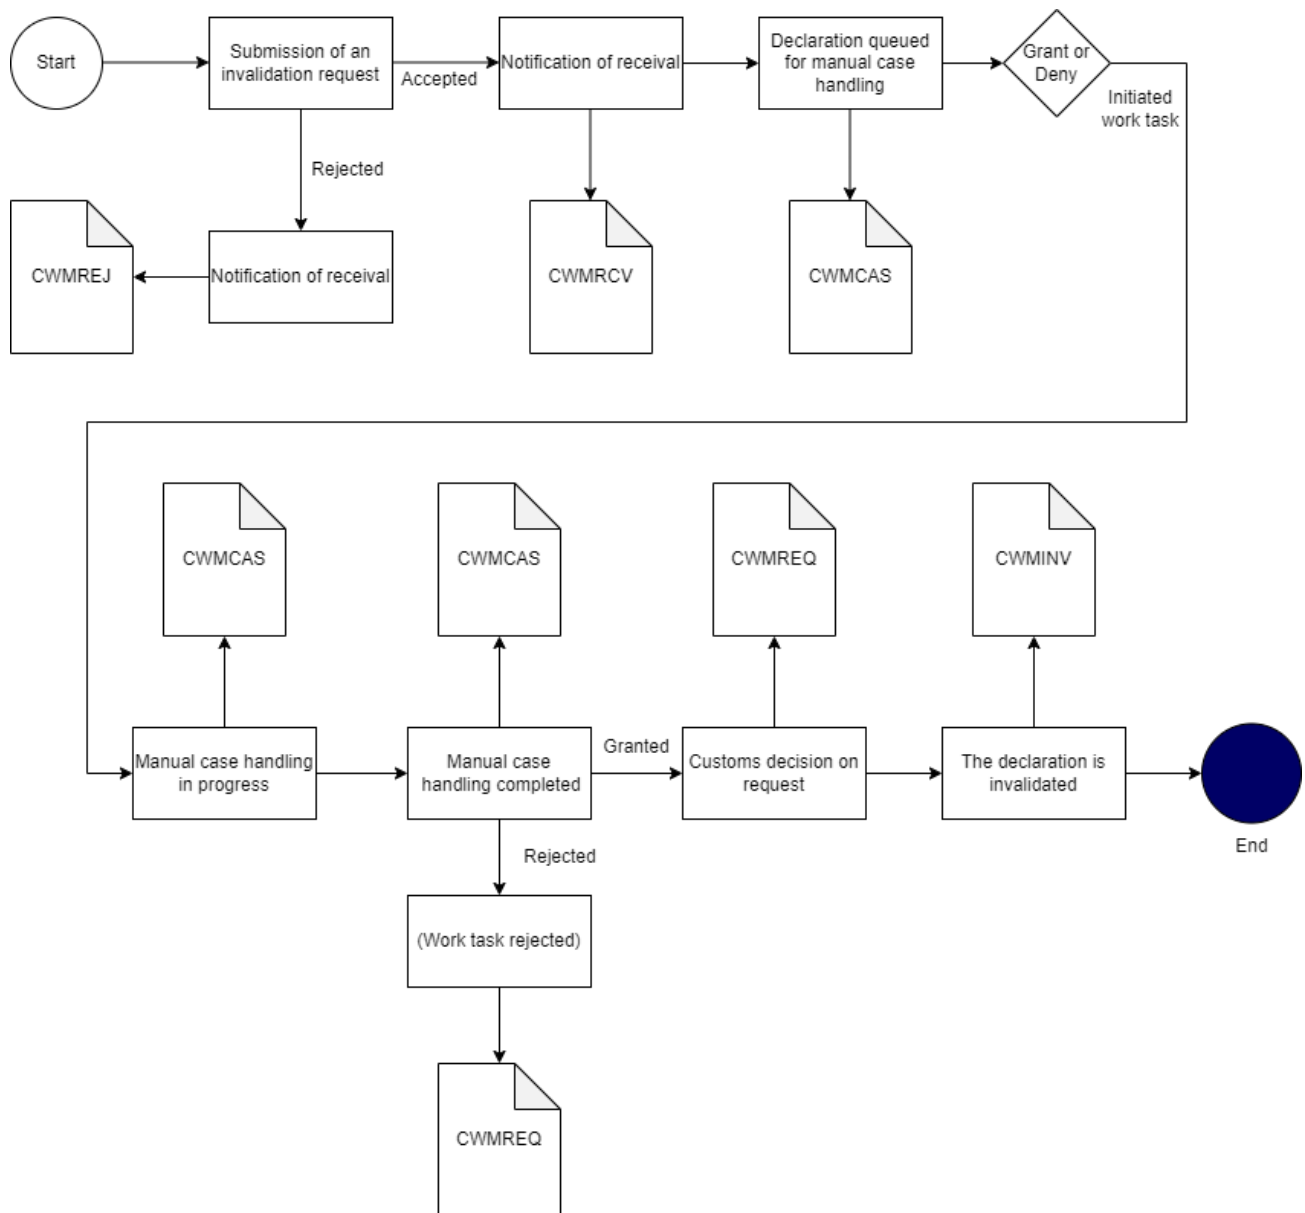 Start
Submission of an
invalidation request
Accepted
Notification of receival
Declaration queued
for manual case
handling
Grant or
Deny
Initiated
work task
Rejected
CWMREJ
Notification of receival
CWMRCV
CWMCAS
CWMCAS
CWMCAS
CWMREQ
CWMINV
Manual case handling
in progress
Manual case
handling completed
Granted
Customs decision on
request
The declaration is
invalidated
End
Rejected
(Work task rejected)
CWMREQ